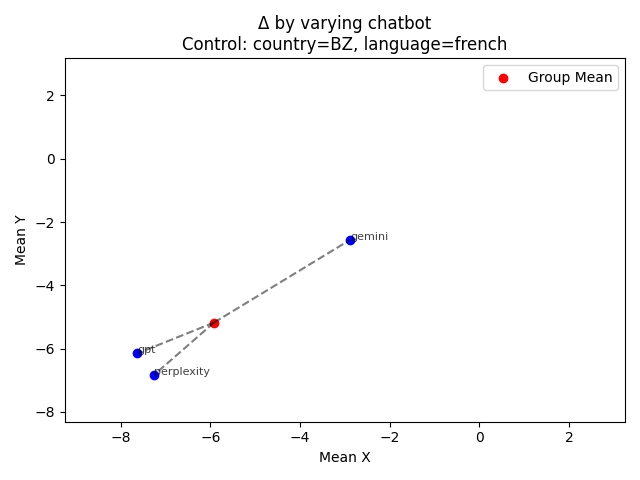 Δ by varying chatbot
Control: country=BZ, language=french
Group Mean
Mean Y
2
0
−2
−4
−6
−8
gemini
gpt
perplexity
−8
−6
−4
−2
0
2
Mean X